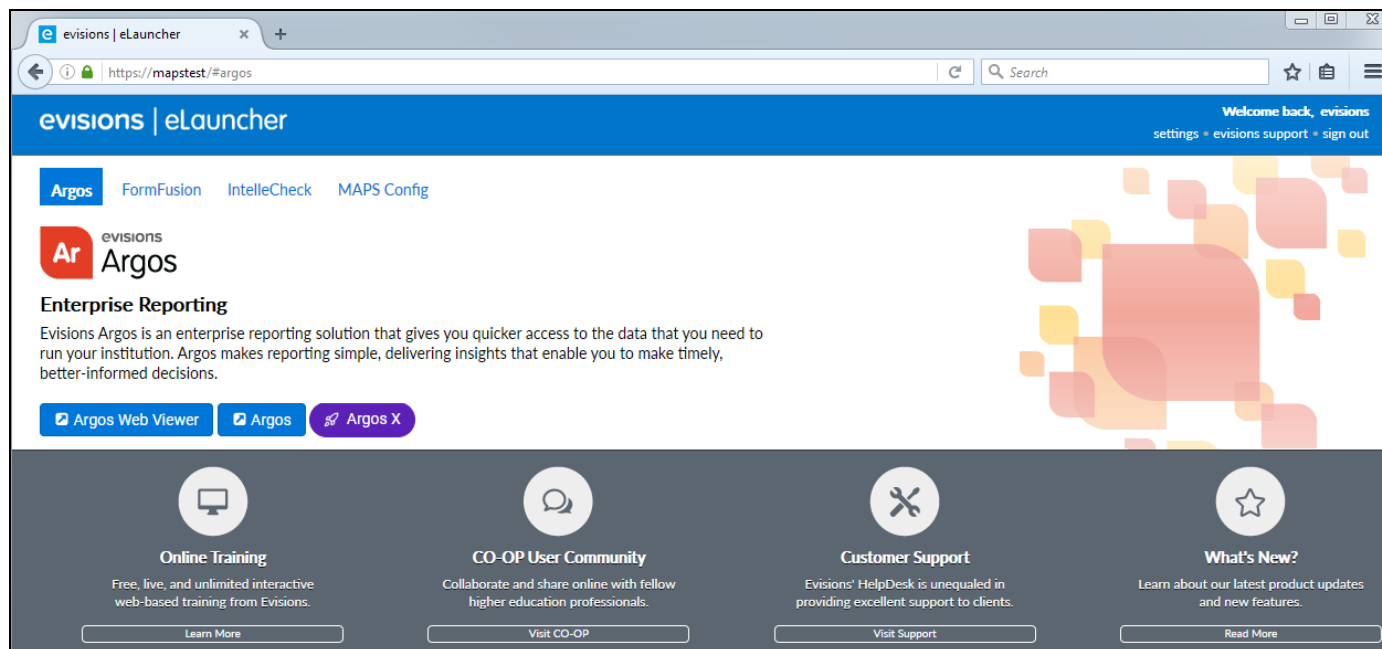 evisions | eLauncher
https://mapstest/#argos
Search
evisions | eLauncher
Welcome back, evisions
settings • evisions support • sign out
Argos FormFusion IntelleCheck MAPS Config
Ar
evisions
Argos
Enterprise Reporting
Evisions Argos is an enterprise reporting solution that gives you quicker access to the data that you need to
run your institution. Argos makes reporting simple, delivering insights that enable you to make timely,
better-informed decisions.
Argos Web Viewer Argos Argos X
Online Training
Free, live, and unlimited interactive
web-based training from Evisions.
Learn More
CO-OP User Community
Collaborate and share online with fellow
higher education professionals.
Visit CO-OP
Customer Support
Evisions' HelpDesk is unequaled in
providing excellent support to clients.
Visit Support
What's New?
Learn about our latest product updates
and new features.
Read More